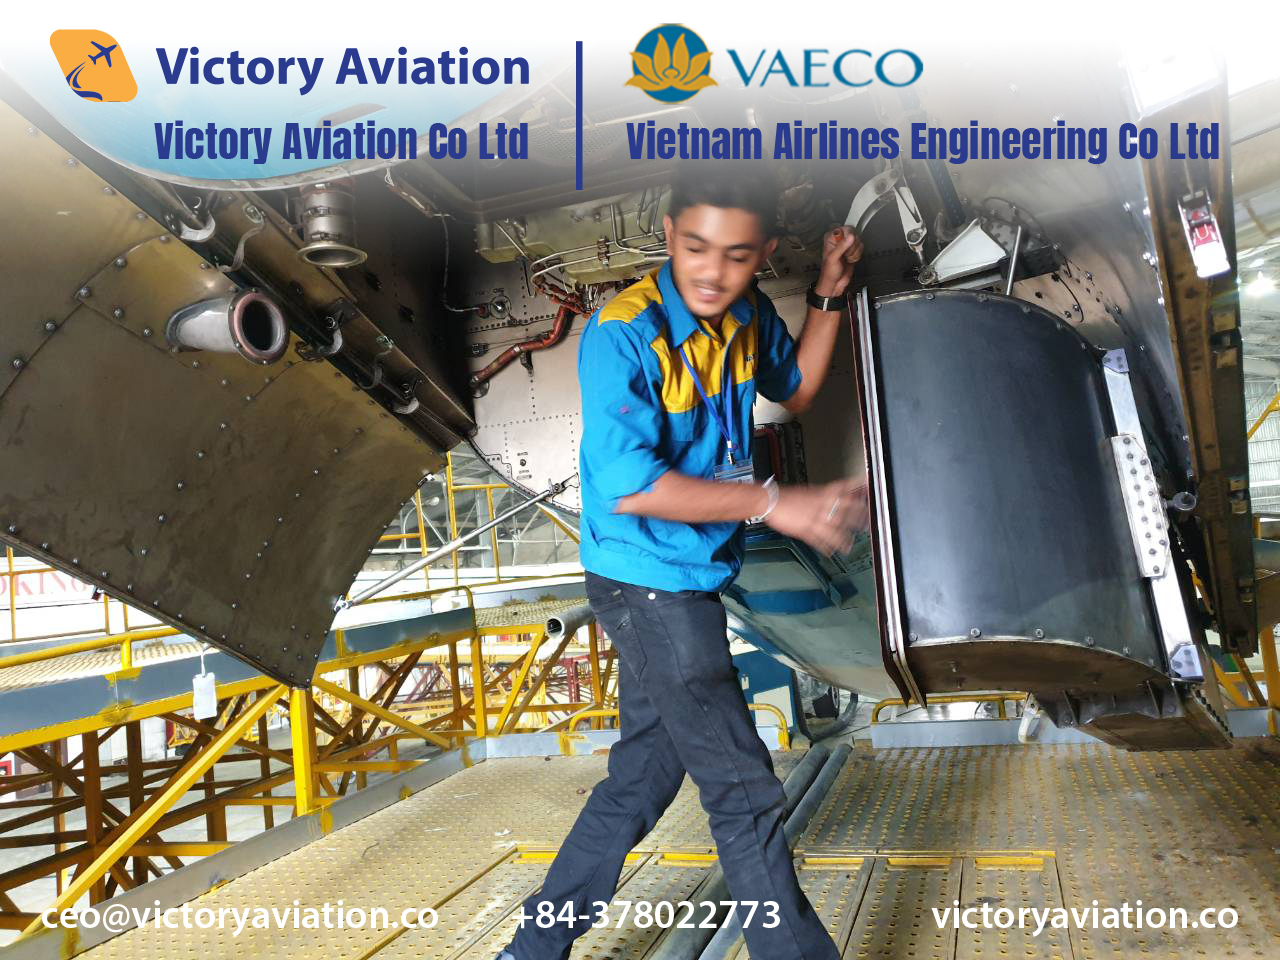 Victory Aviation
VAECO
Victory Aviation Co Ltd
Vietnam Airlines Engineering Co Ltd
ceo@victoryaviation.co
+84-378022773
victoryaviation.co